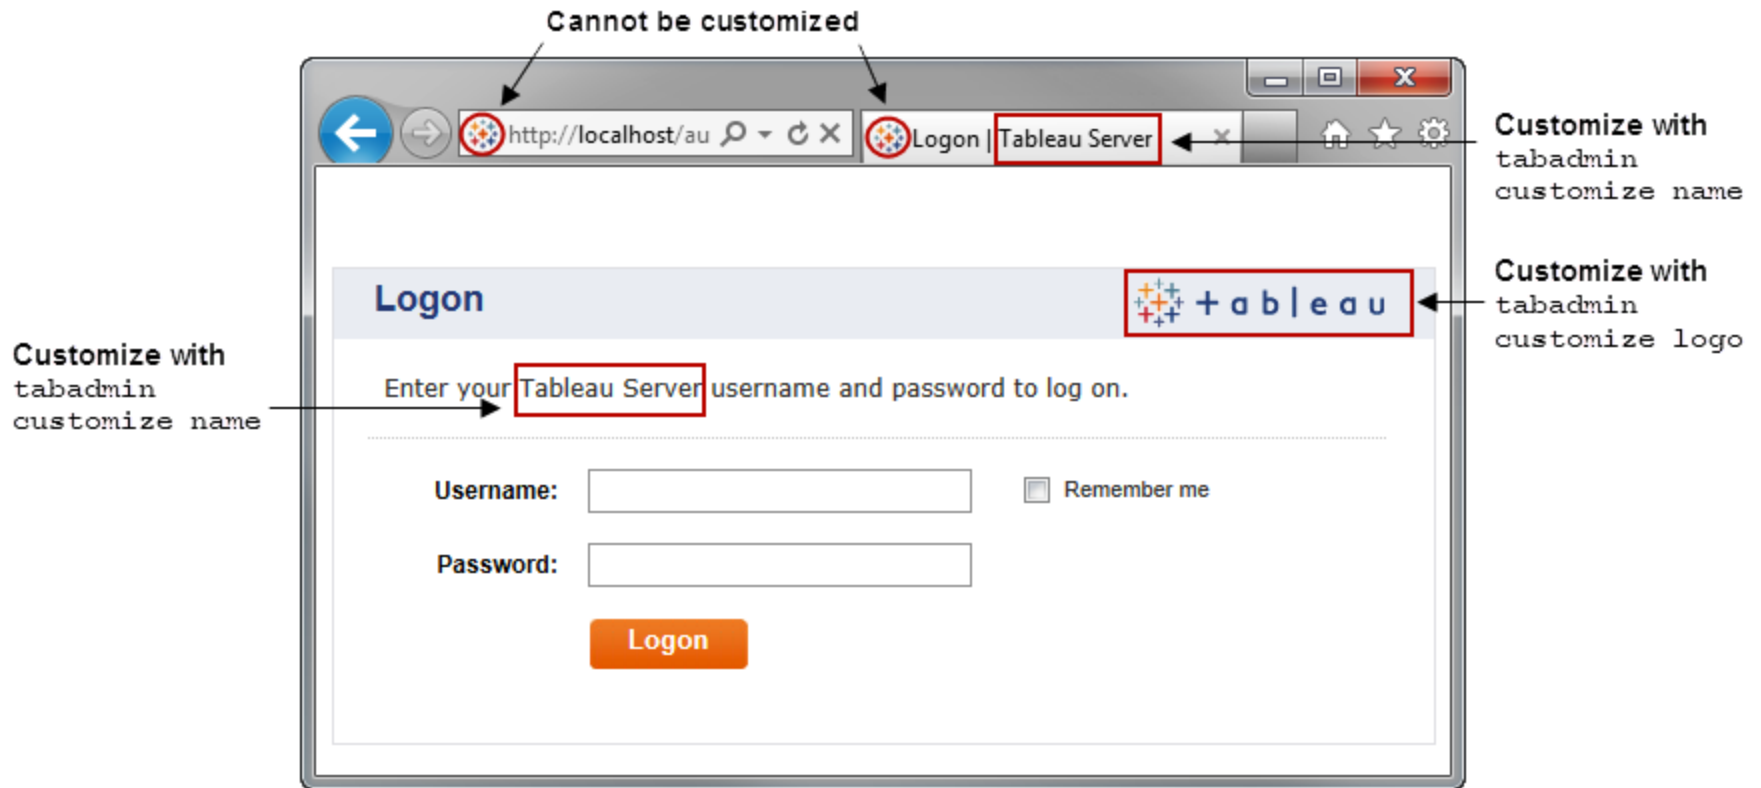 Cannot be customized
http://localhost/au
Logon | Tableau Server
Customize with
tabadmin
customize name
Logon
+ableau
Customize with
tabadmin
customize logo
Customize with
tabadmin
customize name
Enter your Tableau Server username and password to log on.
Username:
Remember me
Password:
Logon